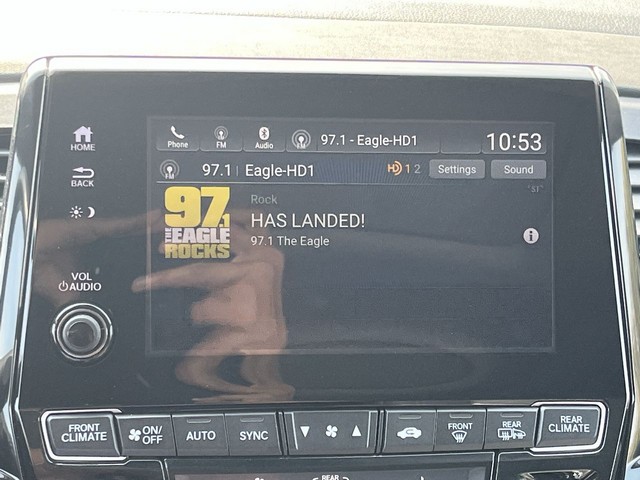 HOME
BACK
VOL
AUDIO
Phone
FM
Audio
97.1 - Eagle-HD1
10:53
97.1 | Eagle-HD1
HD 1 2
Settings
Sound
97.1
THE EAGLE
ROCKS
Rock
HAS LANDED!
97.1 The Eagle
i
FRONT
CLIMATE
ON/
OFF
AUTO
SYNC
FRONT
REAR
REAR
CLIMATE
REAR